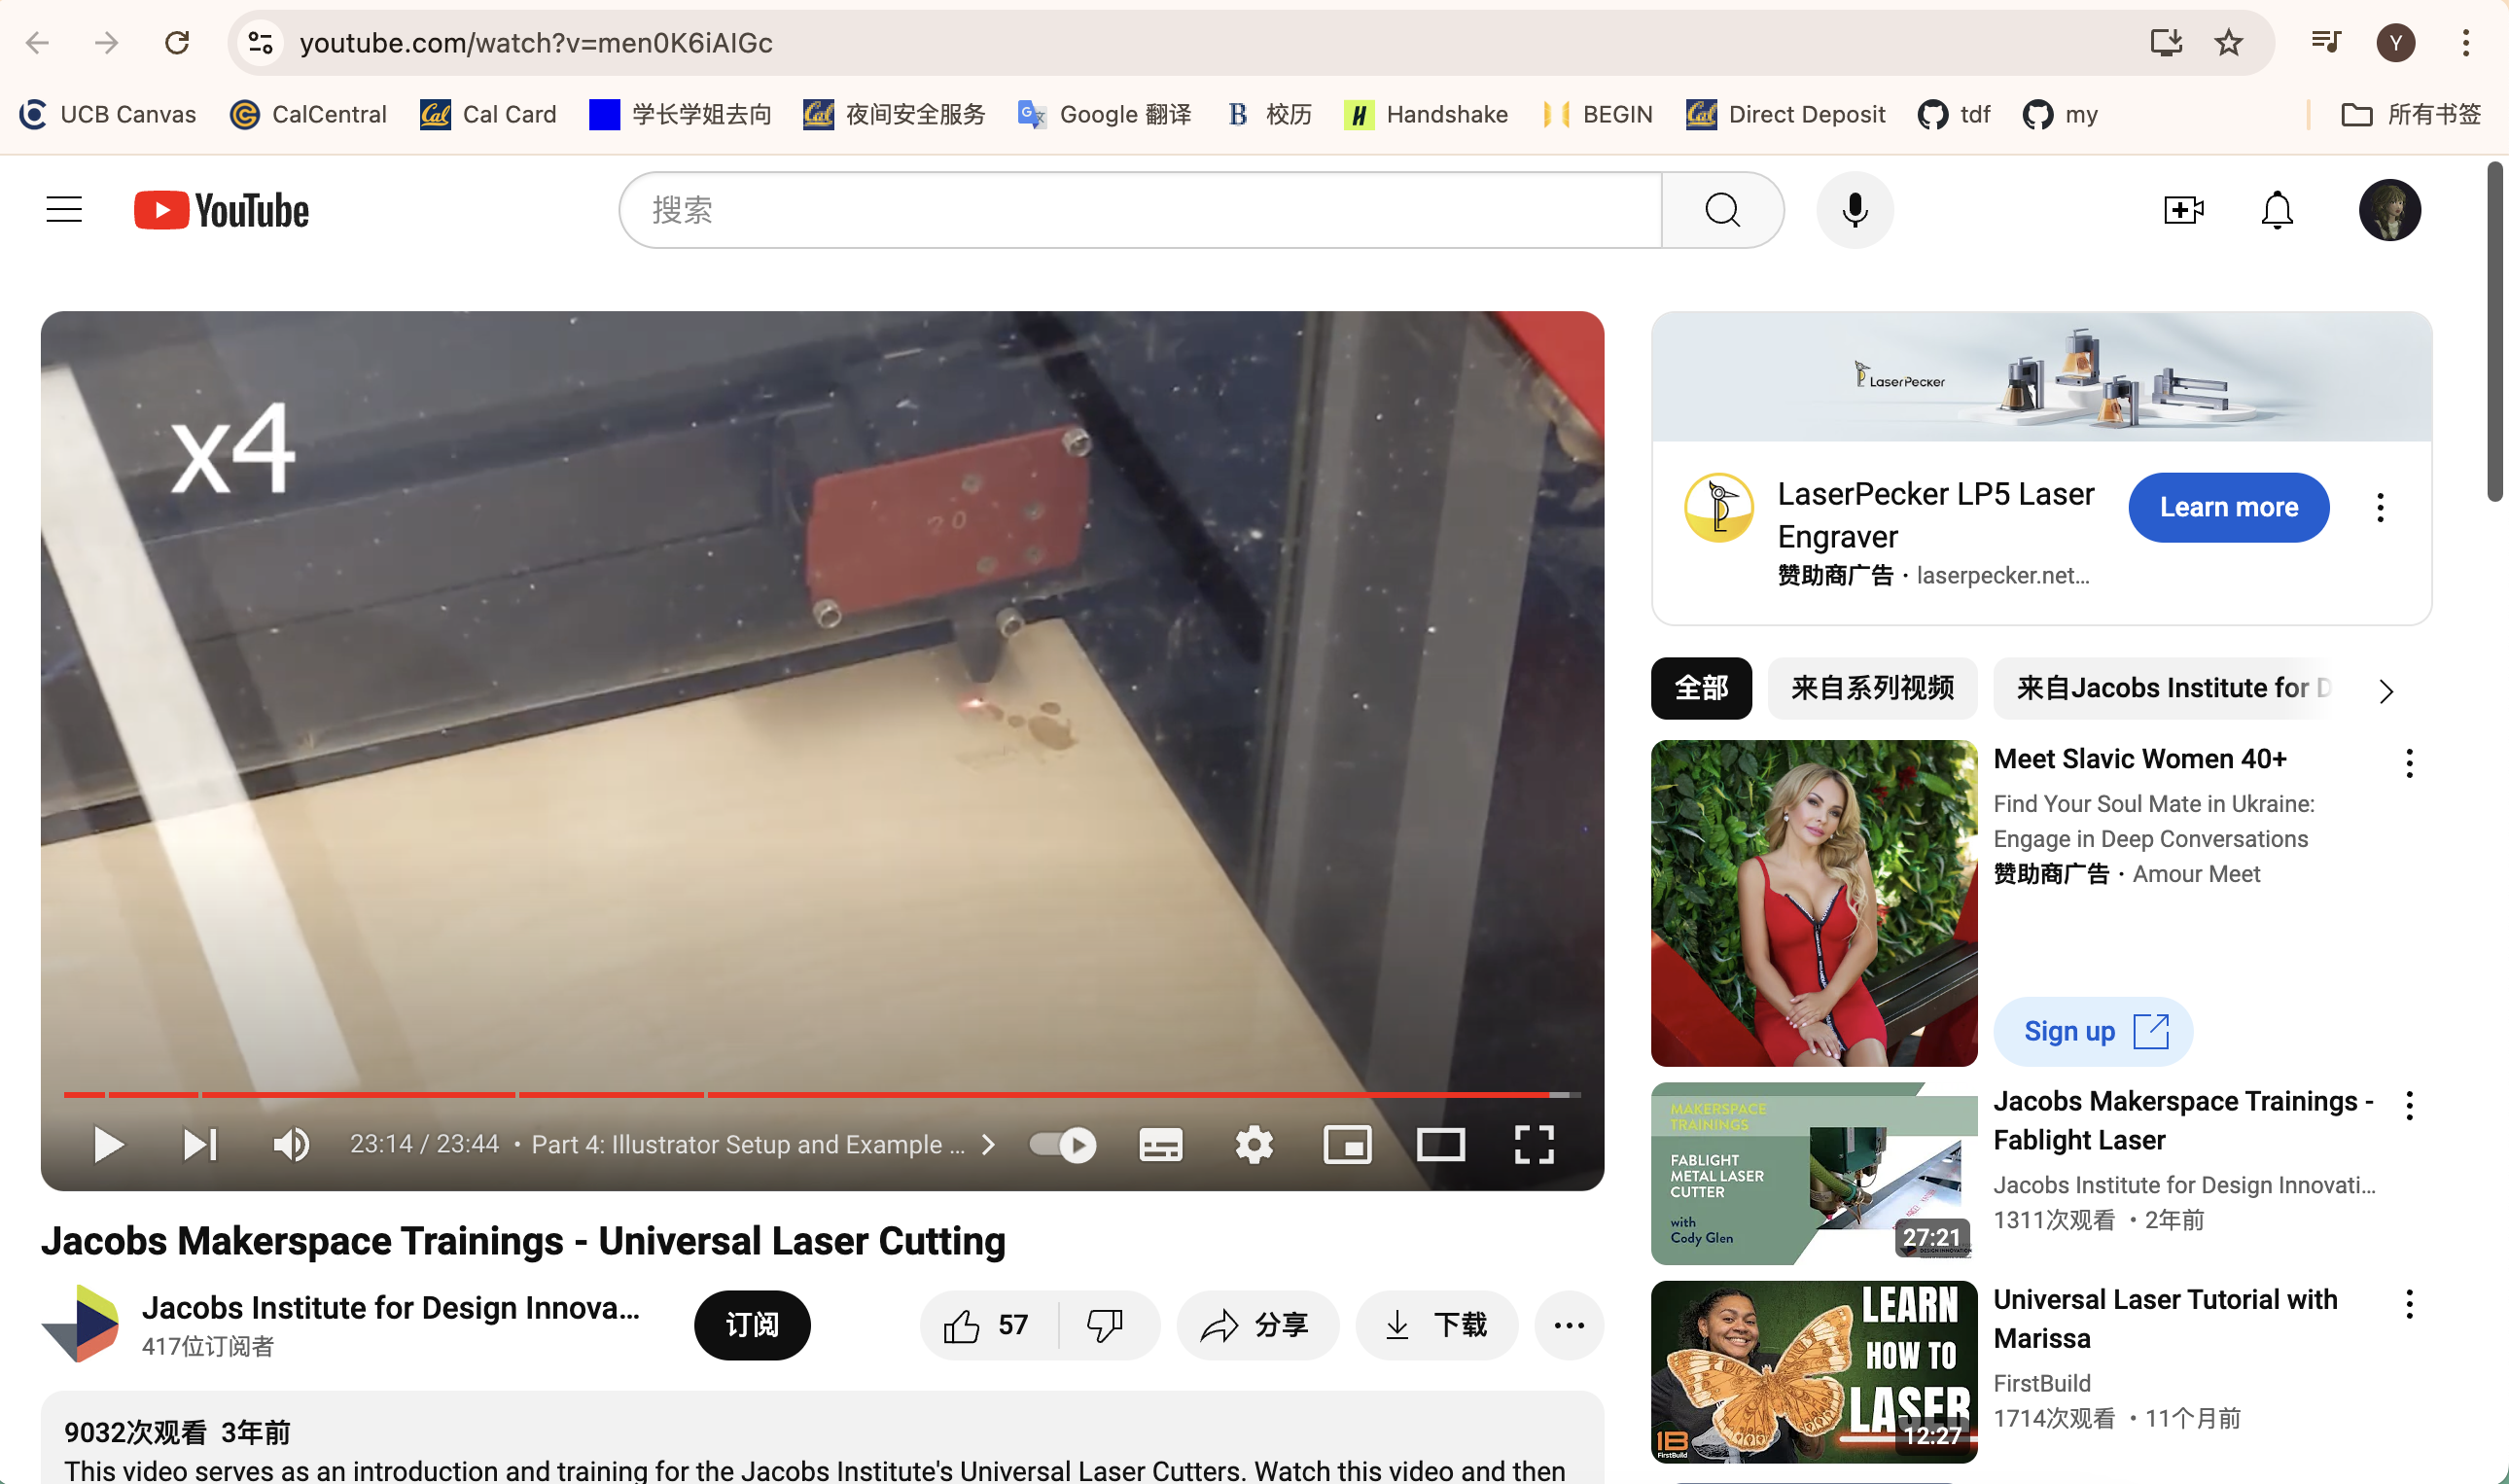 youtube.com/watch?v=men0K6iAIGc
Y
UCB Canvas
CalCentral
Cal Card
学长学姐去向
夜间安全服务
Google 翻译
校历
Handshake
BEGIN
Direct Deposit
tdf
my
所有书签
YouTube
搜索
x4
20
23:14 / 23:44 • Part 4: Illustrator Setup and Example ...
Jacobs Makerspace Trainings - Universal Laser Cutting
Jacobs Institute for Design Innova...
417位订阅者
订阅
57
分享
下载
9032次观看 3年前
This video serves as an introduction and training for the Jacobs Institute's Universal Laser Cutters. Watch this video and then
LaserPecker
LaserPecker LP5 Laser
Engraver
赞助商广告 · laserpecker.net...
Learn more
全部
来自系列视频
来自Jacobs Institute for D
Meet Slavic Women 40+
Find Your Soul Mate in Ukraine:
Engage in Deep Conversations
赞助商广告 · Amour Meet
Sign up
MAKERSPACE
TRAININGS
FABLIGHT
METAL LASER
CUTTER
with
Cody Glen
27:21
Jacobs Makerspace Trainings -
Fablight Laser
Jacobs Institute for Design Innovati...
1311次观看 • 2年前
LEARN
HOW TO
LASER
1B
FirstBuild
12:27
Universal Laser Tutorial with
Marissa
FirstBuild
1714次观看 • 11个月前